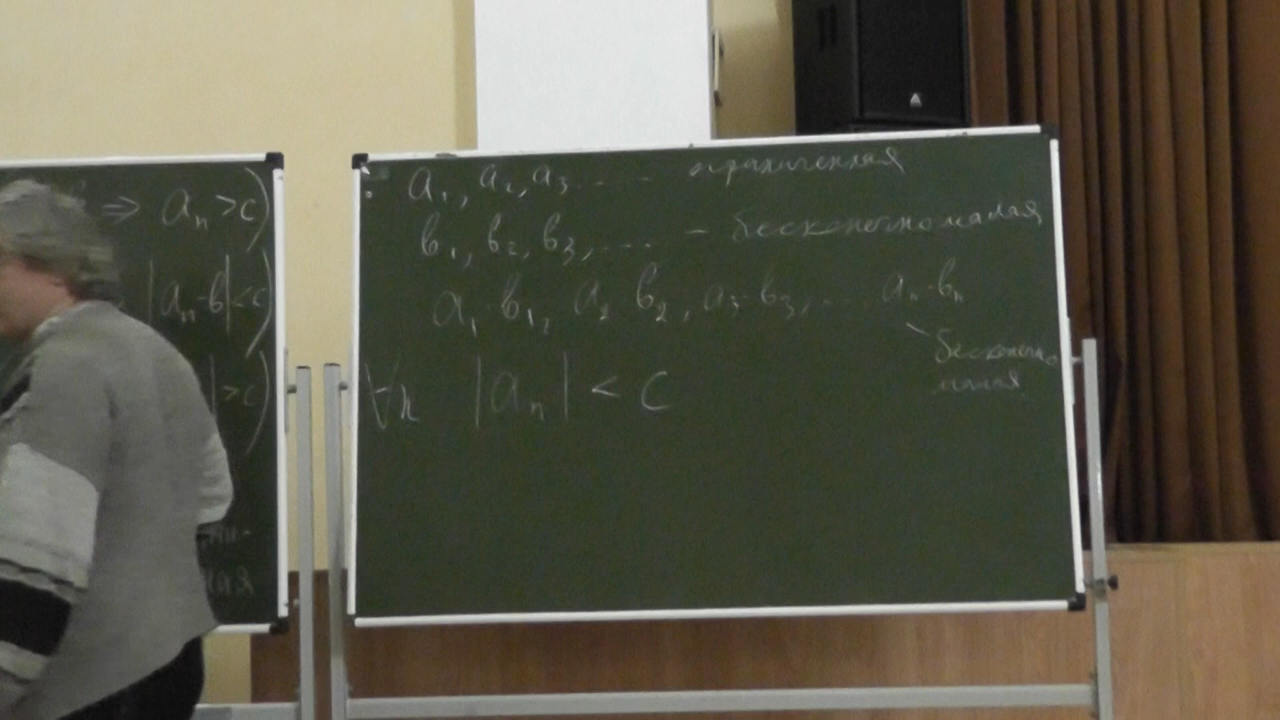 ⇒ aₙ > c)
|aₙ - b| < c)
| > c)
ная
a₁, a₂, a₃ . . . . . ограниченная
b₁, b₂, b₃, . . . . - бесконечно малая
a₁·b₁, a₂·b₂, a₃·b₃, . . . aₙ·bₙ
бесконечно
малая
∀n |aₙ| < C